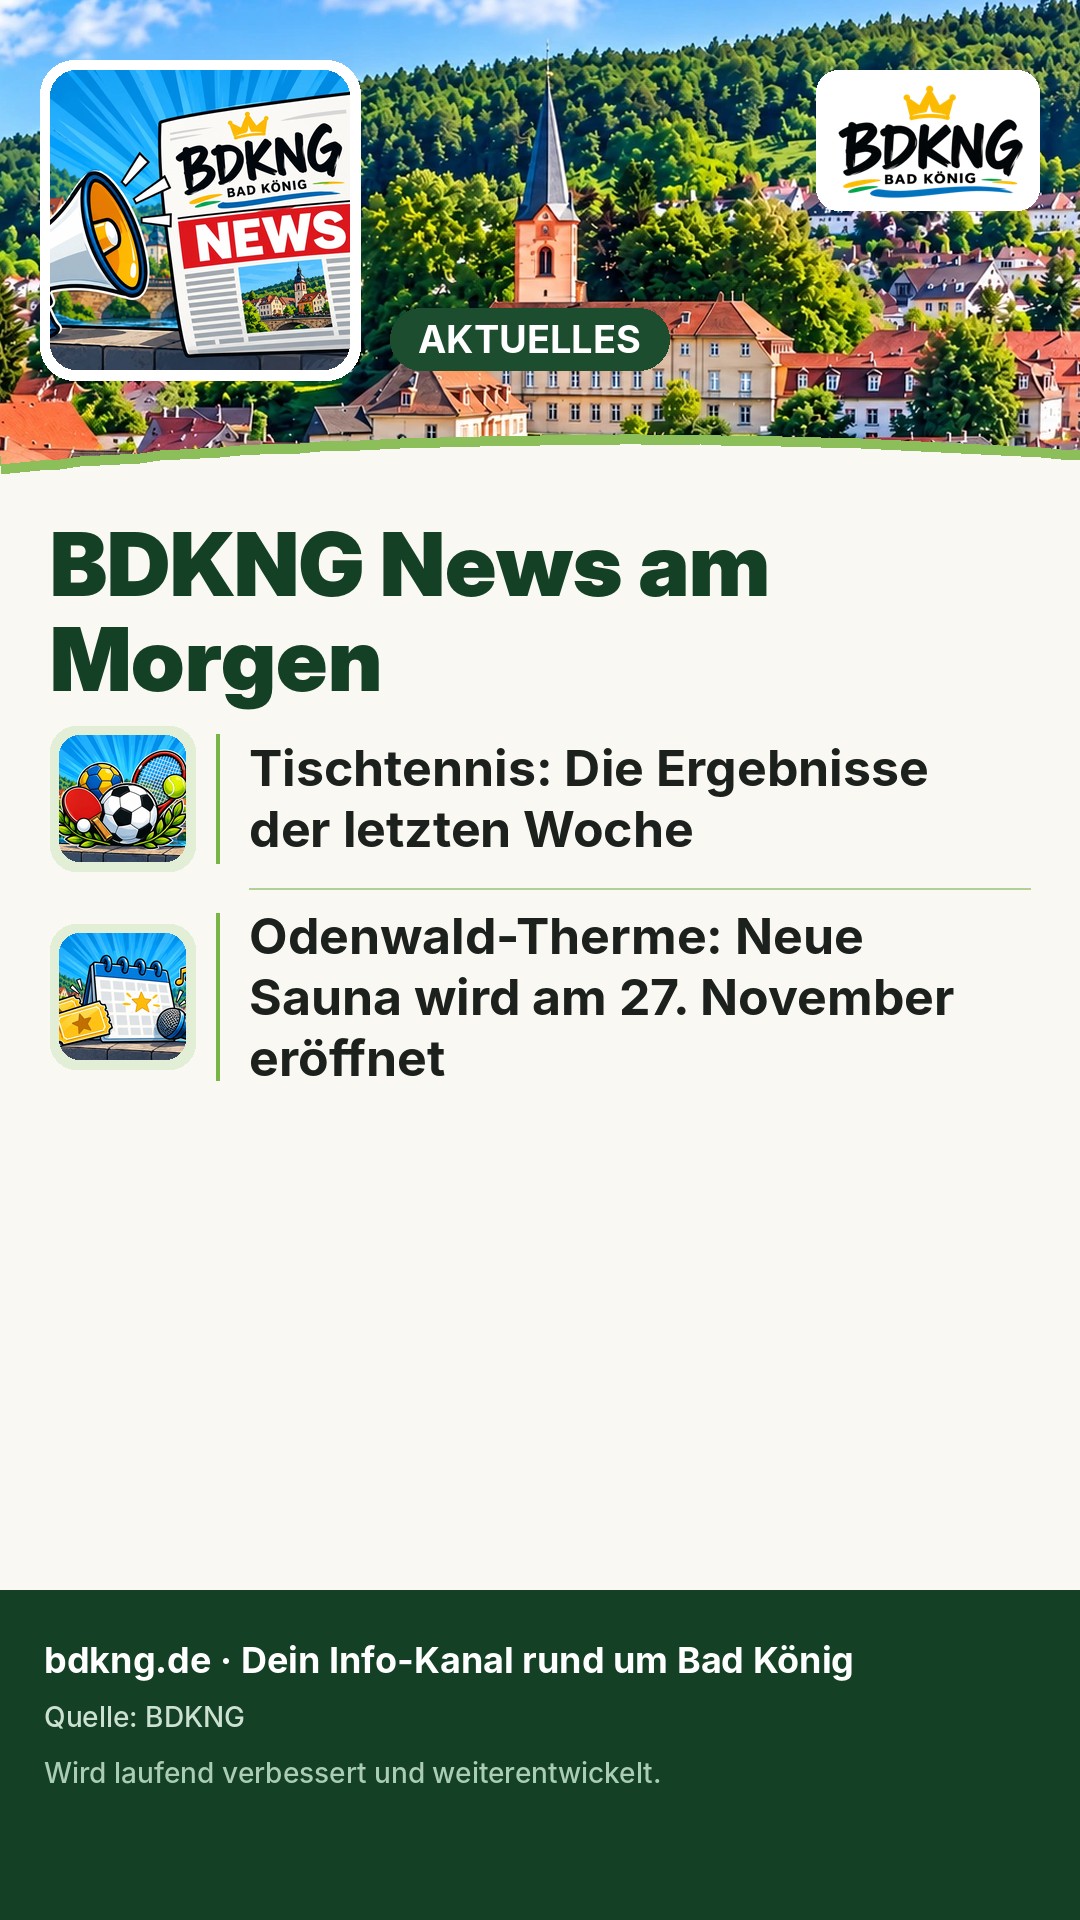 BDKNG
BAD KÖNIG
NEWS
BDKNG
BAD KÖNIG
AKTUELLES
BDKNG News am
Morgen
Tischtennis: Die Ergebnisse
der letzten Woche
Odenwald-Therme: Neue
Sauna wird am 27. November
eröffnet
bdkng.de · Dein Info-Kanal rund um Bad König
Quelle: BDKNG
Wird laufend verbessert und weiterentwickelt.